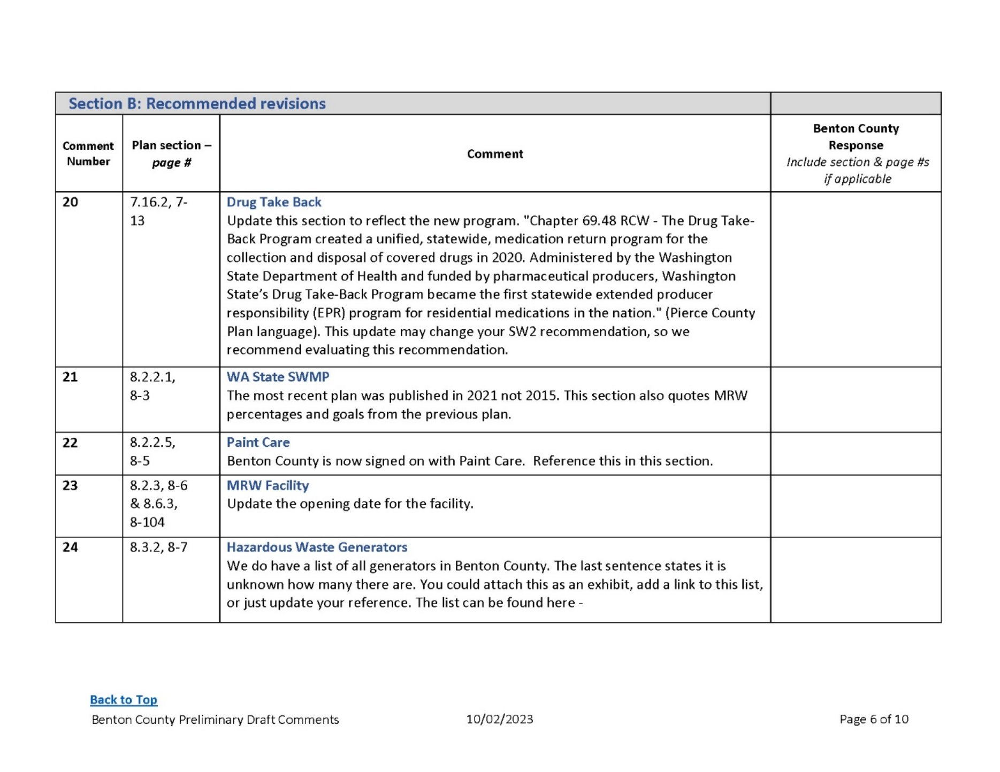 Section B: Recommended revisions
Comment
Number
Plan section –
page #
Comment
Benton County
Response
Include section & page #s
if applicable
20
7.16.2, 7-
13
Drug Take Back
Update this section to reflect the new program. "Chapter 69.48 RCW - The Drug Take-
Back Program created a unified, statewide, medication return program for the
collection and disposal of covered drugs in 2020. Administered by the Washington
State Department of Health and funded by pharmaceutical producers, Washington
State’s Drug Take-Back Program became the first statewide extended producer
responsibility (EPR) program for residential medications in the nation." (Pierce County
Plan language). This update may change your SW2 recommendation, so we
recommend evaluating this recommendation.
21
8.2.2.1,
8-3
WA State SWMP
The most recent plan was published in 2021 not 2015. This section also quotes MRW
percentages and goals from the previous plan.
22
8.2.2.5,
8-5
Paint Care
Benton County is now signed on with Paint Care.  Reference this in this section.
23
8.2.3, 8-6
& 8.6.3,
8-104
MRW Facility
Update the opening date for the facility.
24
8.3.2, 8-7
Hazardous Waste Generators
We do have a list of all generators in Benton County. The last sentence states it is
unknown how many there are. You could attach this as an exhibit, add a link to this list,
or just update your reference. The list can be found here -
Back to Top
Benton County Preliminary Draft Comments
10/02/2023
Page 6 of 10